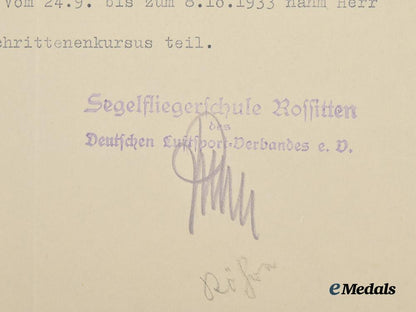 vom 24.9. bis zum 8.10.1933 nahm Herr
chrittenenkursus teil.
Segelfliegerschule Rossitten
des
Deutschen Luftsport-Verbandes e. V.
eMedals